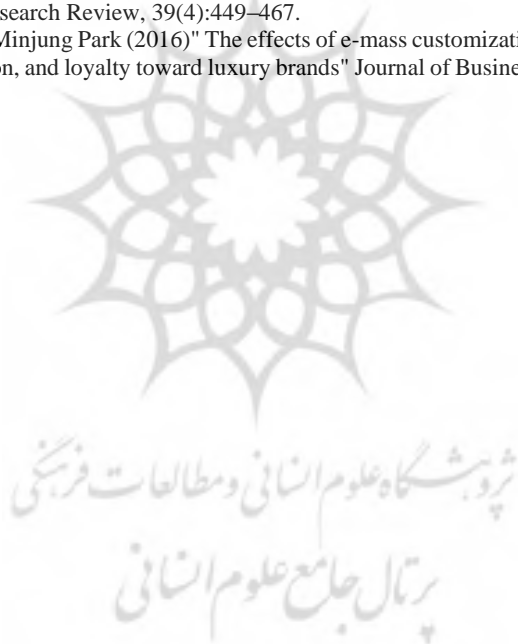 search Review, 39(4):449–467.
Minjung Park (2016)" The effects of e-mass customizati
on, and loyalty toward luxury brands" Journal of Busine
پژوهشگاه علوم انسانی و مطالعات فرهنگی
پرتال جامع علوم انسانی